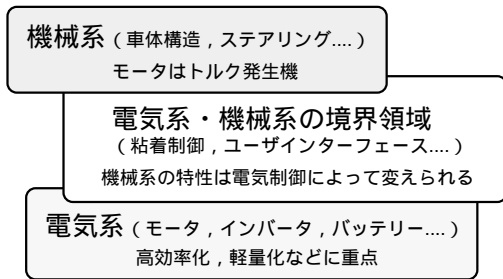 機械系（車体構造，ステアリング....）
モータはトルク発生機
電気系・機械系の境界領域
（粘着制御，ユーザインターフェース....）
機械系の特性は電気制御によって変えられる
電気系（モータ，インバータ，バッテリー....）
高効率化，軽量化などに重点